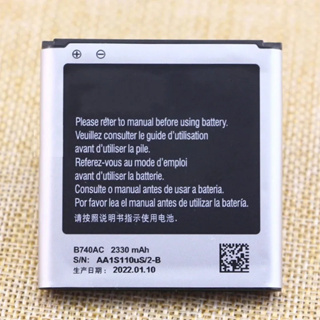 Please refer to manual before using battery.
Veuillez consulter le guide d'utilisation
avant d'utiliser la pile.
Referez-vous au mode d'emploi
avant d'utiliser la batterie.
Consulte o manual antes de usar a bateria.
Por favor lea el manual antes de utilizar la batería.
请按照说明书指示使用电池。
B740AC 2330 mAh
S/N: AA1S110uS/2-B
生产日期: 2022.01.10